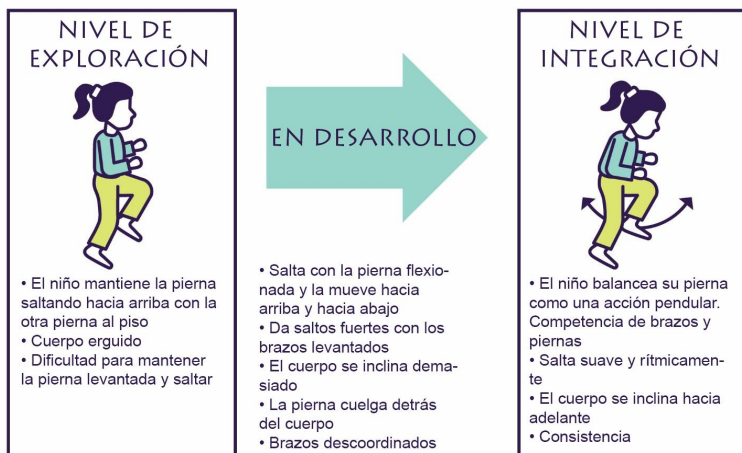 NIVEL DE
EXPLORACIÓN
• El niño mantiene la pierna
saltando hacia arriba con la
otra pierna al piso
• Cuerpo erguido
• Dificultad para mantener
la pierna levantada y saltar
EN DESARROLLO
• Salta con la pierna flexio-
nada y la mueve hacia
arriba y hacia abajo
• Da saltos fuertes con los
brazos levantados
• El cuerpo se inclina dema-
siado
• La pierna cuelga detrás
del cuerpo
• Brazos descoordinados
NIVEL DE
INTEGRACIÓN
• El niño balancea su pierna
como una acción pendular.
Competencia de brazos y
piernas
• Salta suave y rítmicamen-
te
• El cuerpo se inclina hacia
adelante
• Consistencia